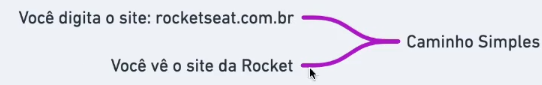 Você digita o site: rocketseat.com.br
Caminho Simples
Você vê o site da Rocket